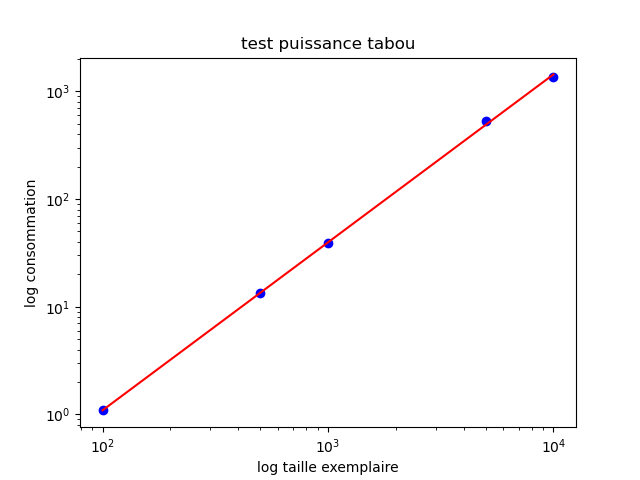 test puissance tabou
log consommation
10³
10²
10¹
10⁰
10²
10³
10⁴
log taille exemplaire